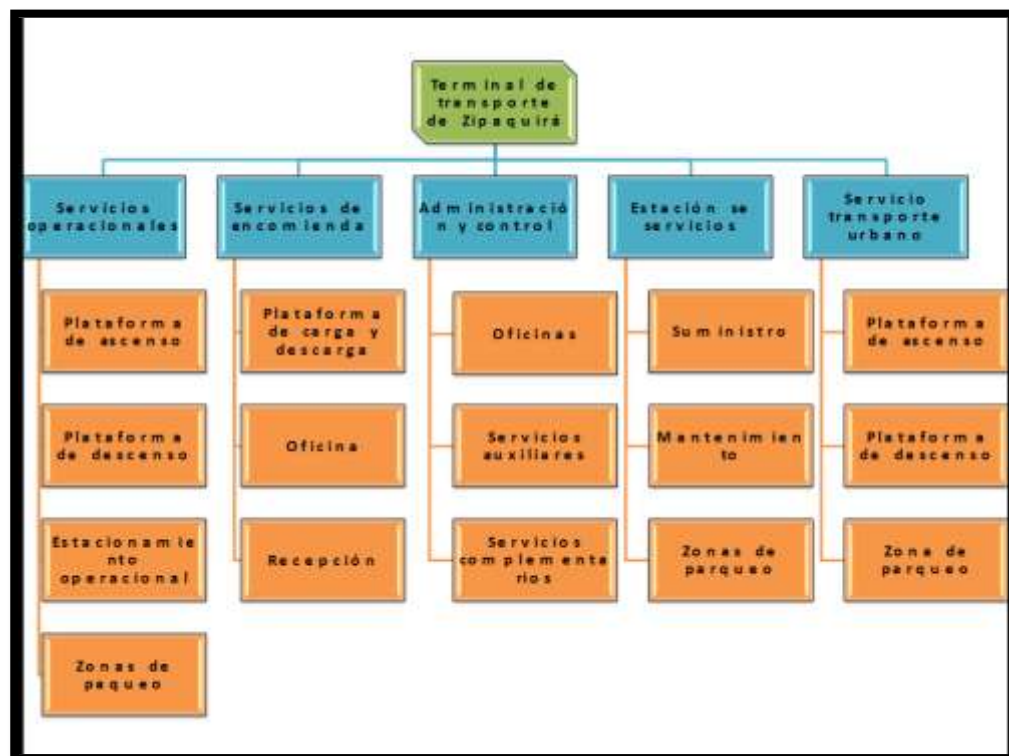 Terminal de
transporte
de Zipaquirá
Servicios
operacionales
Servicios de
encomienda
Administració
n y control
Estación se
servicios
Servicio
transporte
urbano
Plataforma
de ascenso
Plataforma
de carga y
descarga
Oficinas
Suministro
Plataforma
de ascenso
Plataforma
de descenso
Oficina
Servicios
auxiliares
Mantenimien
to
Plataforma
de descenso
Estacionamie
nto
operacional
Recepción
Servicios
complementa
rios
Zonas de
parqueo
Zona de
parqueo
Zonas de
paqueo